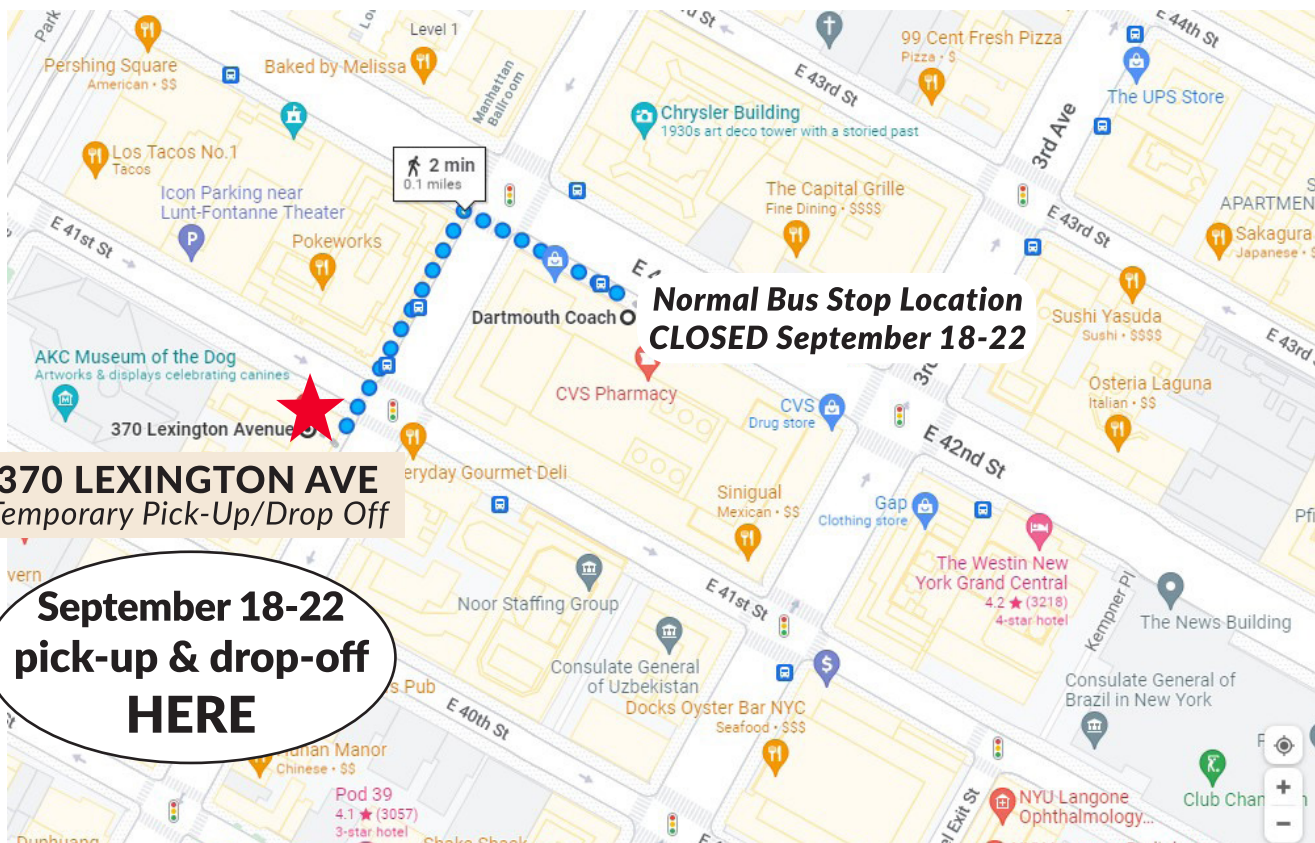 Park
Level 1
E 44th St
Pershing Square
American • $$
Baked by Melissa
Manhattan
Ballroom
E 43rd St
99 Cent Fresh Pizza
Pizza • $
The UPS Store
Chrysler Building
1930s art deco tower with a storied past
3rd Ave
Los Tacos No.1
Tacos
2 min
0.1 miles
Icon Parking near
Lunt-Fontanne Theater
P
The Capital Grille
Fine Dining • $$$$
APARTMEN
E 43rd St
Sakagura
Japanese •
E 41st St
Pokeworks
Normal Bus Stop Location
CLOSED September 18-22
Dartmouth Coach
Sushi Yasuda
Sushi • $$$$
E 43rd
AKC Museum of the Dog
Artworks & displays celebrating canines
CVS Pharmacy
CVS
Drug store
Osteria Laguna
Italian • $$
370 Lexington Avenue
E 42nd St
370 LEXINGTON AVE
Temporary Pick-Up/Drop Off
eryday Gourmet Deli
Sinigual
Mexican • $$
Gap
Clothing store
The Westin New
York Grand Central
4.2 ★ (3218)
4-star hotel
vern
September 18-22
pick-up & drop-off
HERE
Noor Staffing Group
E 41st St
Kempner Pl
The News Building
Consulate General
of Uzbekistan
$
Consulate General of
Brazil in New York
s Pub
E 40th St
Docks Oyster Bar NYC
Seafood • $$$
unan Manor
Chinese • $$
Pod 39
4.1 ★ (3057)
3-star hotel
Exit St
NYU Langone
Ophthalmology...
Club Chan
+
−